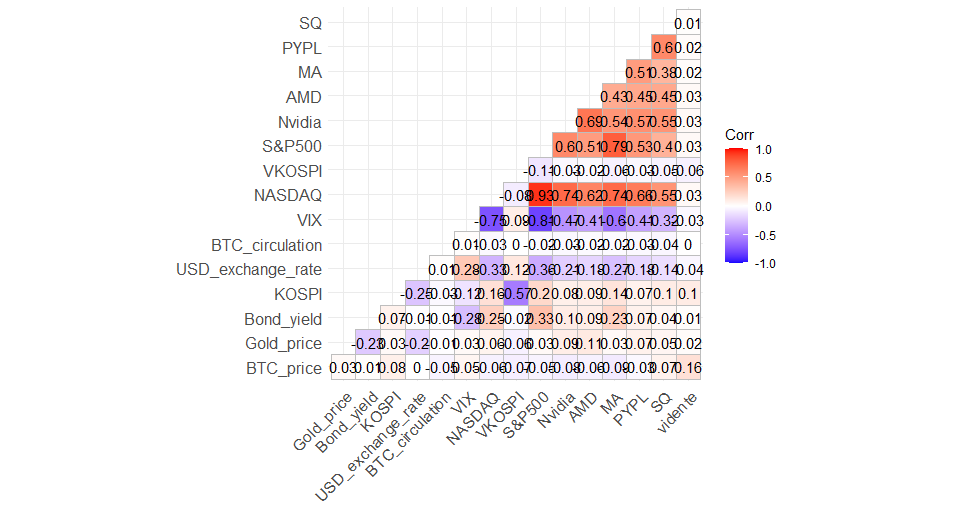 SQ 0.01
PYPL 0.6 0.02
MA 0.51 0.38 0.02
AMD 0.43 0.45 0.45 0.03
Nvidia 0.69 0.54 0.57 0.55 0.03
S&P500 0.6 0.51 0.79 0.53 0.4 0.03
VKOSPI -0.11 -0.03 -0.02 -0.06 -0.03 -0.05 -0.06
NASDAQ -0.08 0.93 0.74 0.62 0.74 0.66 0.55 0.03
VIX -0.75 0.09 -0.81 -0.47 -0.41 -0.6 -0.44 -0.32 -0.03
BTC_circulation 0.01 -0.03 0 -0.02 -0.03 -0.02 -0.02 -0.03 -0.04 0
USD_exchange_rate 0.01 0.28 -0.33 0.12 -0.36 -0.21 -0.18 -0.27 -0.18 -0.14 -0.04
KOSPI -0.25 -0.03 -0.12 0.16 -0.57 0.2 0.08 0.09 0.14 0.07 0.1 0.1
Bond_yield 0.07 -0.01 -0.01 -0.28 0.25 -0.02 0.33 0.1 0.09 0.23 0.07 0.04 0.01
Gold_price -0.23 0.03 -0.2 -0.01 0.03 0.06 -0.06 0.03 0.09 0.11 0.03 0.07 0.05 0.02
BTC_price 0.03 0.01 0.08 0 -0.05 -0.05 0.06 -0.07 0.05 0.08 0.06 0.09 0.03 0.07 0.16
Gold_price
Bond_yield
KOSPI
USD_exchange_rate
BTC_circulation
VIX
NASDAQ
VKOSPI
S&P500
Nvidia
AMD
MA
PYPL
SQ
vidente
Corr
1.0
0.5
0.0
-0.5
-1.0